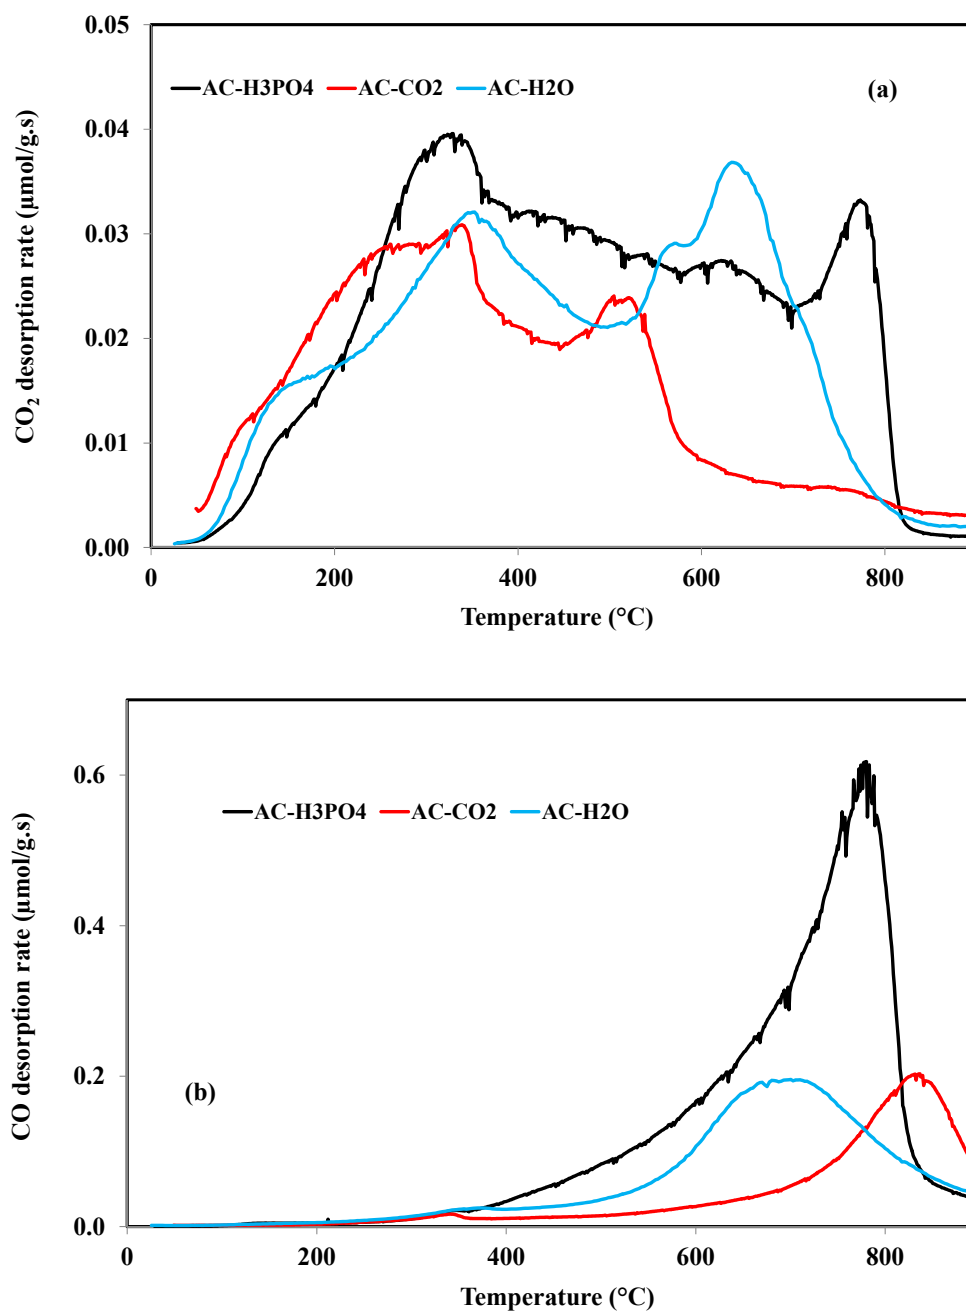 0.05
AC-H3PO4 AC-CO2 AC-H2O (a)
0.04
0.03
0.02
0.01
0.00
CO2 desorption rate (µmol/g.s)
0 200 400 600 800
Temperature (°C)
0.6
AC-H3PO4 AC-CO2 AC-H2O
0.4
0.2
(b)
0.0
CO desorption rate (µmol/g.s)
0 200 400 600 800
Temperature (°C)